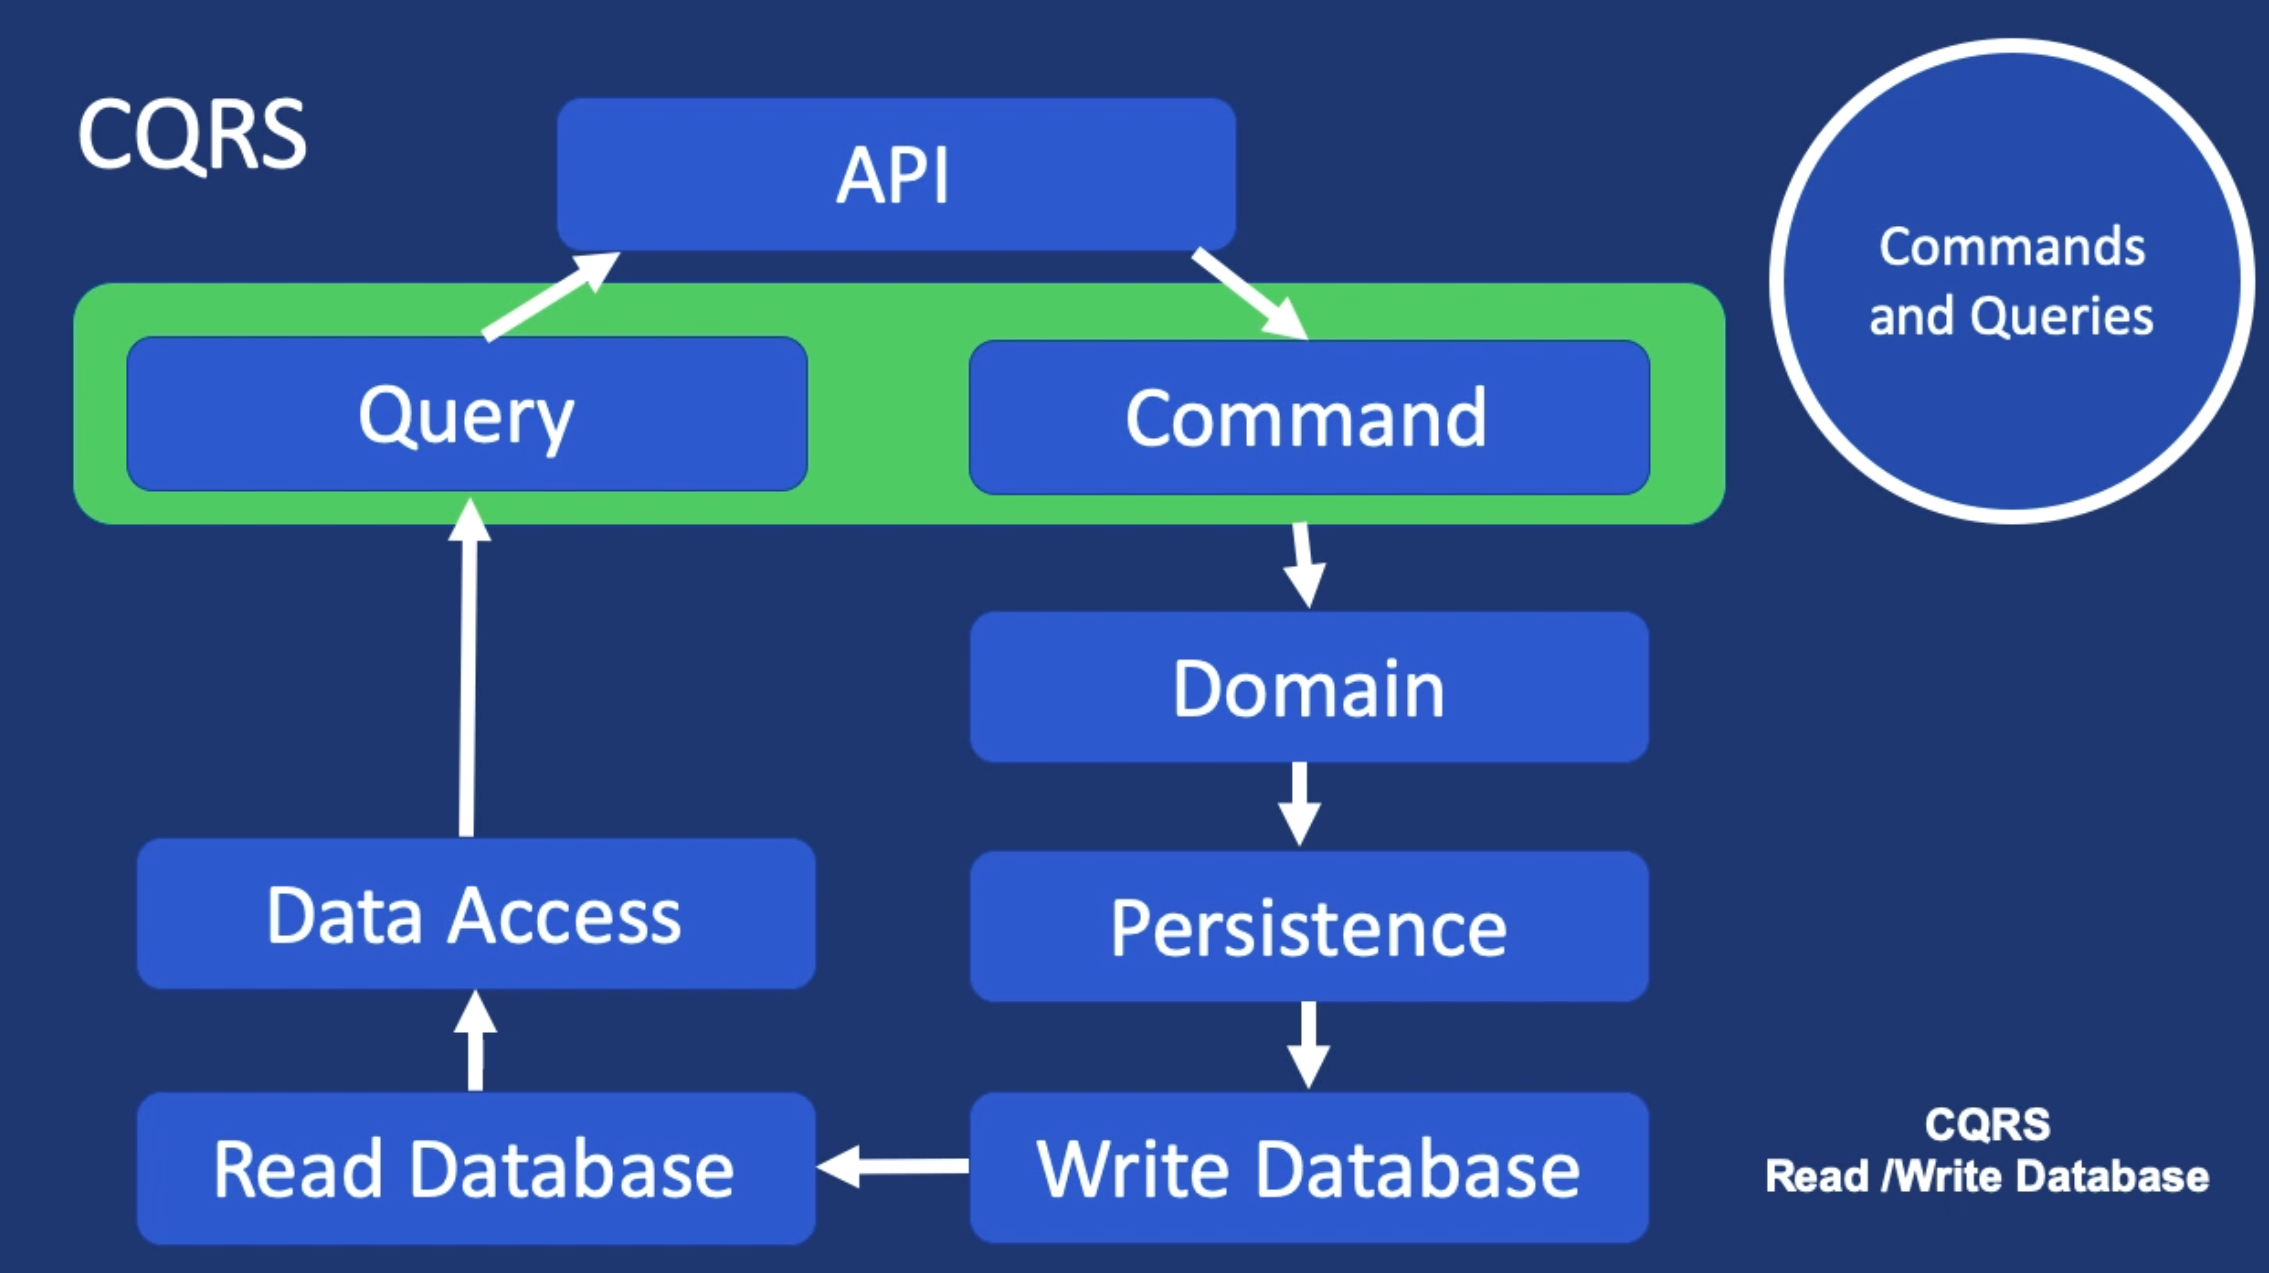 CQRS
API
Commands
and Queries
Query
Command
Domain
Data Access
Persistence
Read Database
Write Database
CQRS
Read /Write Database